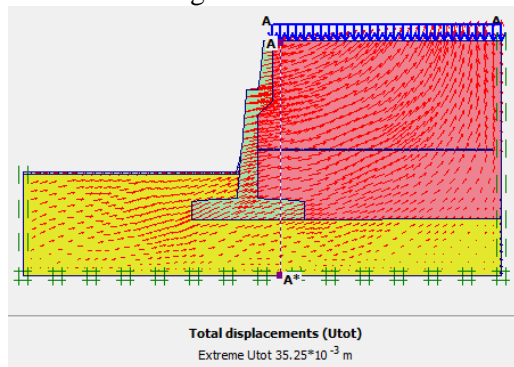 A A
A
A*
Total displacements (Utot)
Extreme Utot 35.25*10 -3 m